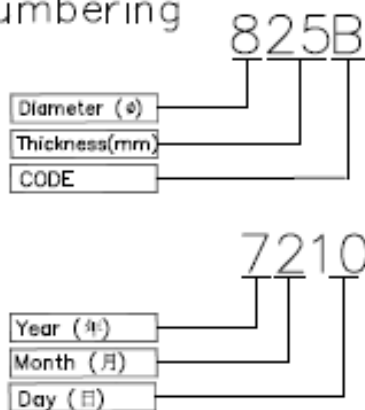 umbering
825B
Diameter (ø)
Thickness(mm)
CODE
7210
Year (年)
Month (月)
Day (日)